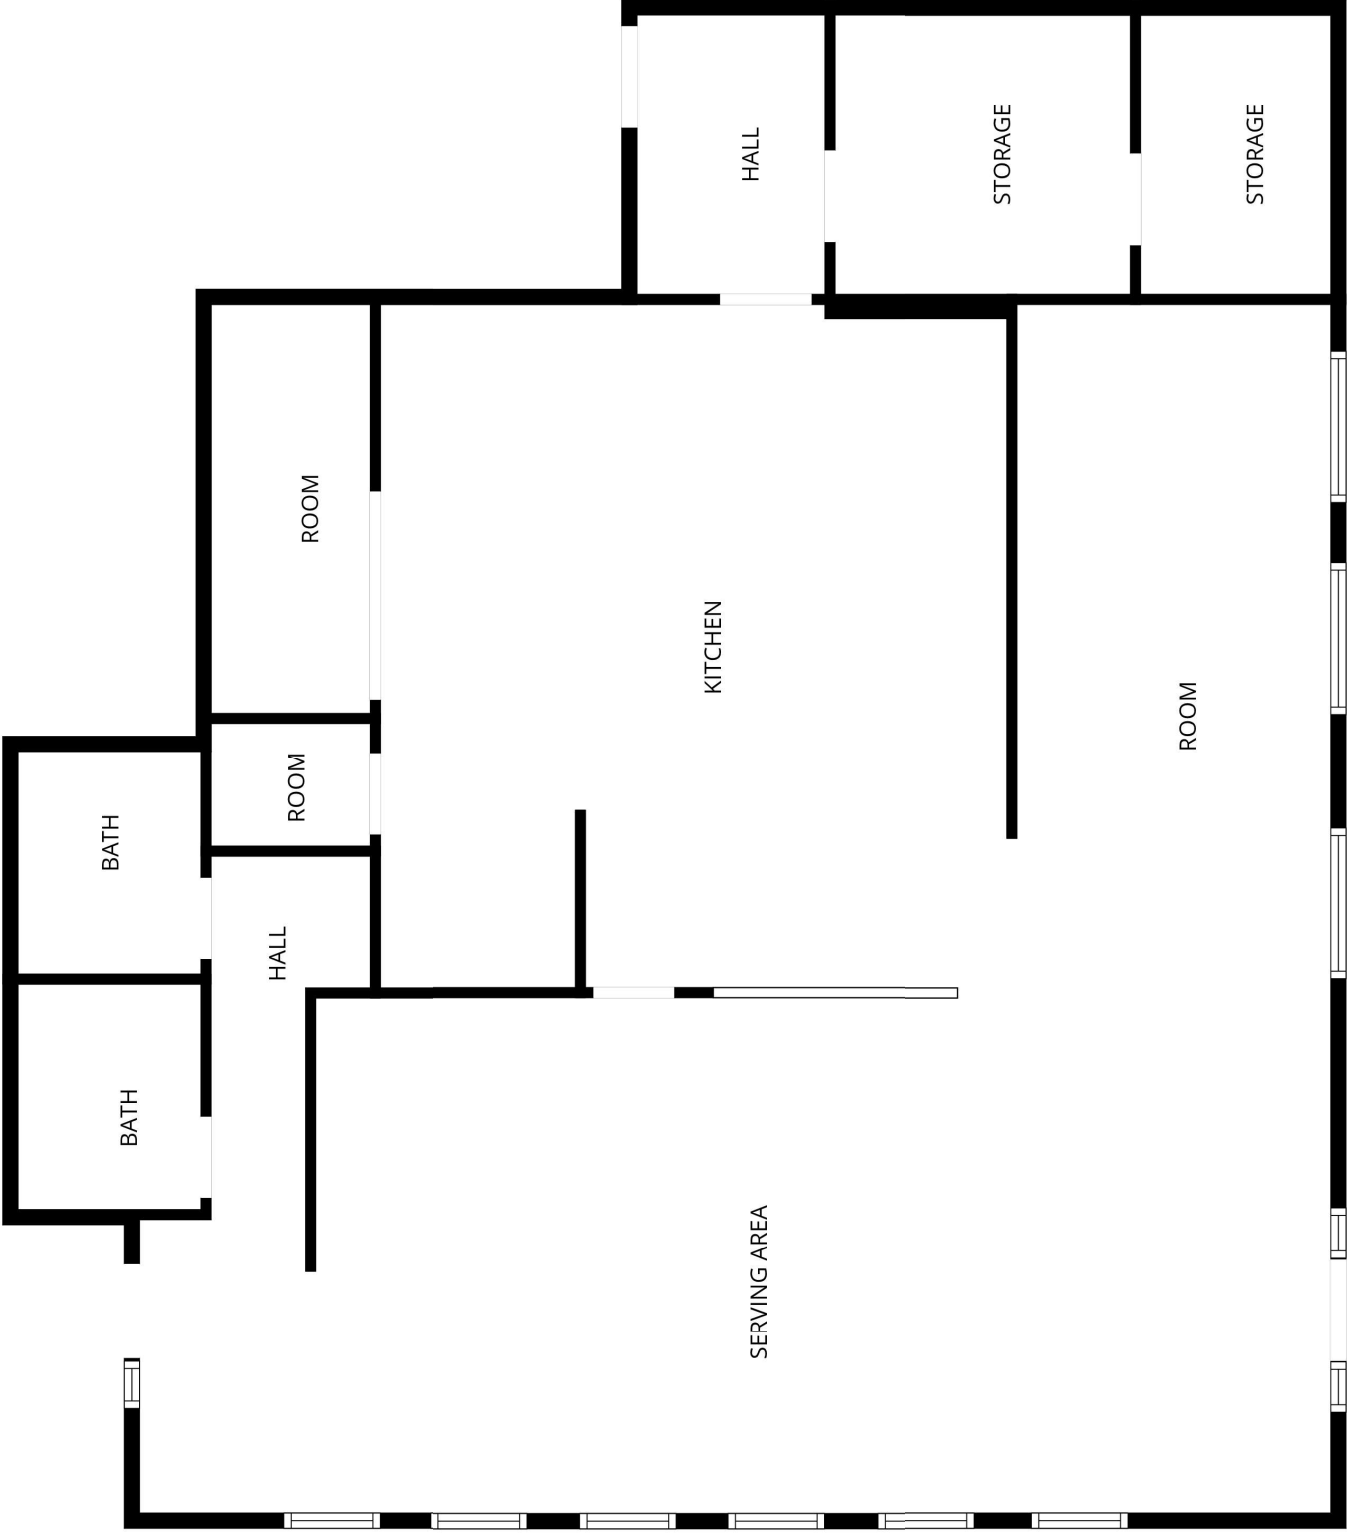 HALL
STORAGE
STORAGE
ROOM
KITCHEN
ROOM
ROOM
BATH
HALL
BATH
SERVING AREA